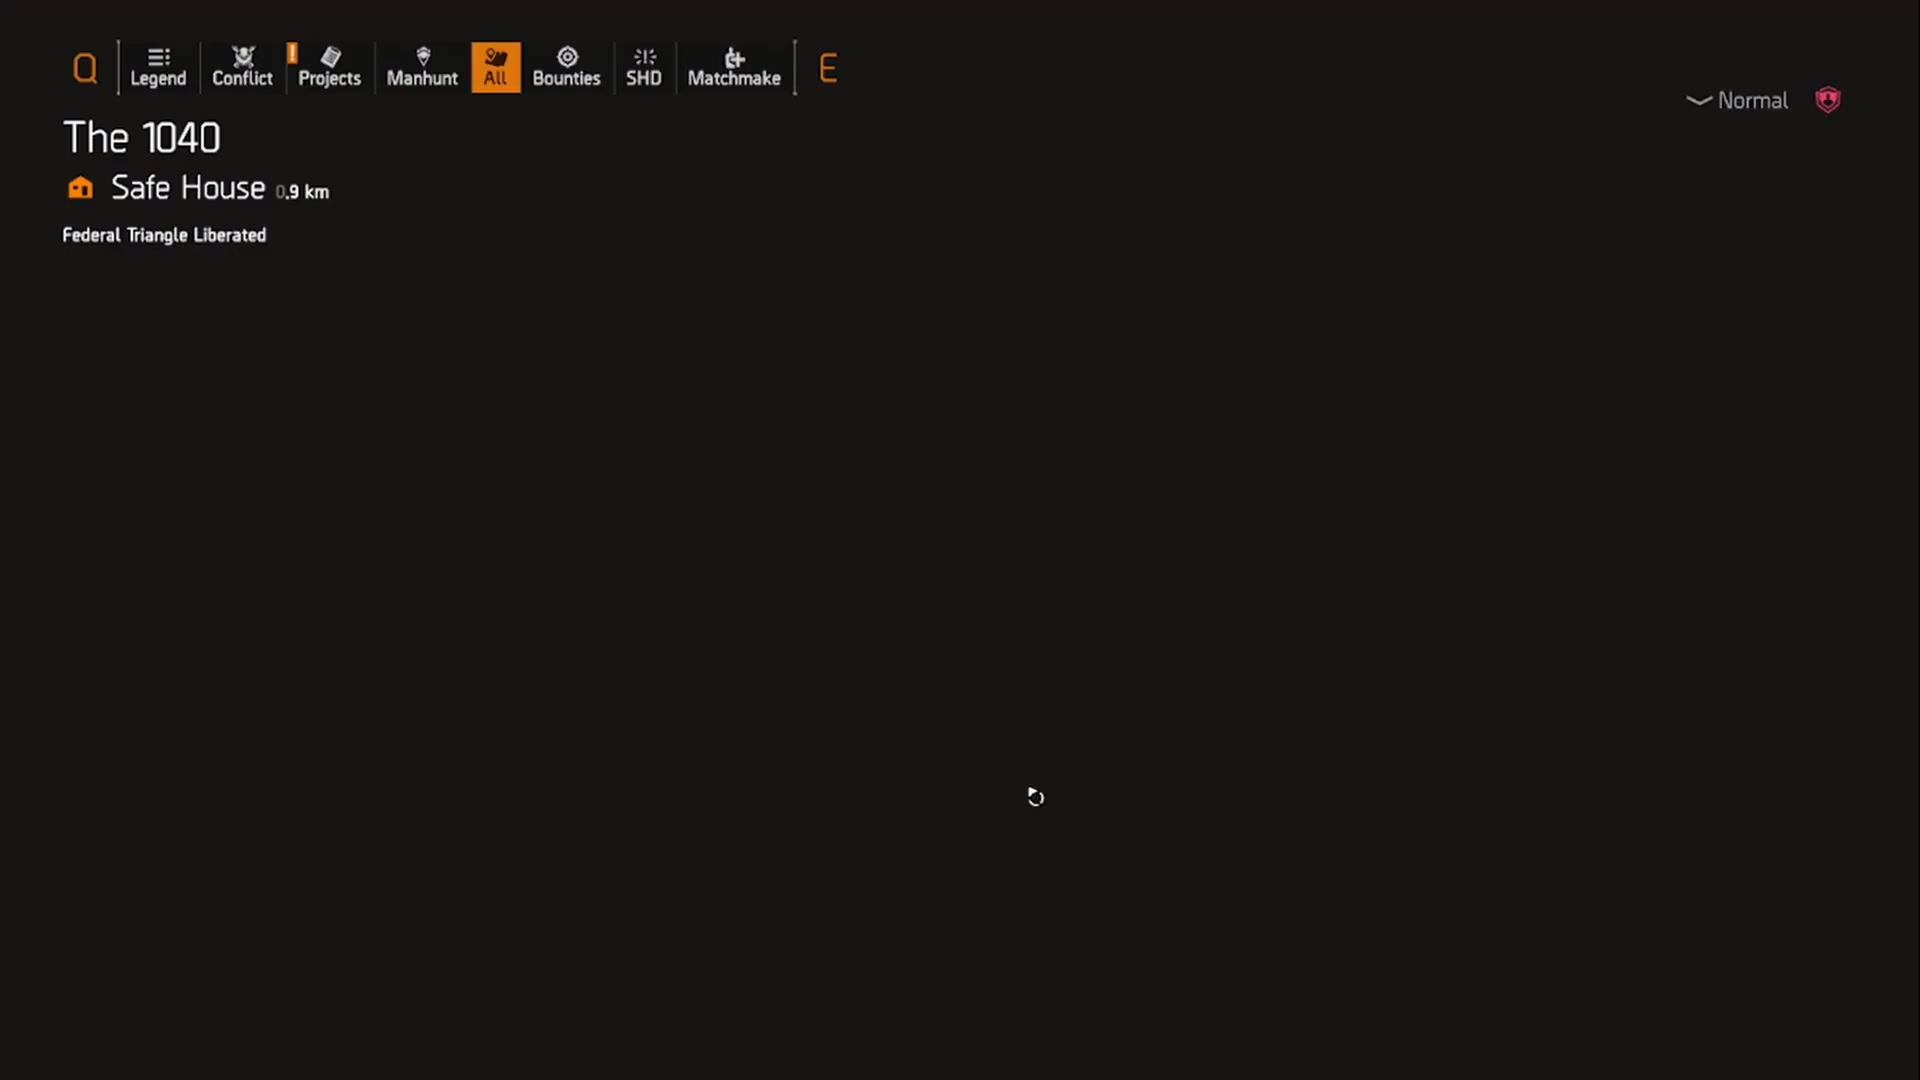 Q Legend Conflict ! Projects Manhunt All Bounties SHD Matchmake E
Normal
The 1040
Safe House 0.9 km
Federal Triangle Liberated